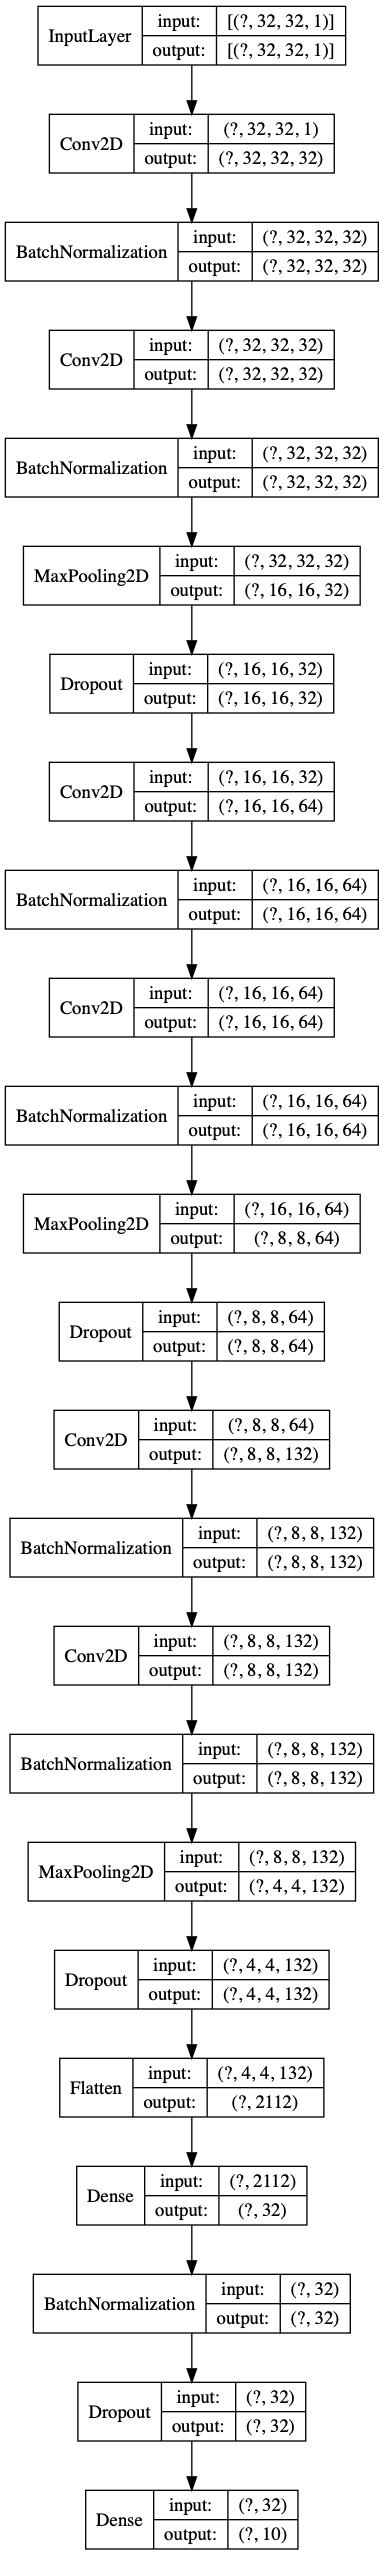 InputLayer input: [(?, 32, 32, 1)]
output: [(?, 32, 32, 1)]
Conv2D input: (?, 32, 32, 1)
output: (?, 32, 32, 32)
BatchNormalization input: (?, 32, 32, 32)
output: (?, 32, 32, 32)
Conv2D input: (?, 32, 32, 32)
output: (?, 32, 32, 32)
BatchNormalization input: (?, 32, 32, 32)
output: (?, 32, 32, 32)
MaxPooling2D input: (?, 32, 32, 32)
output: (?, 16, 16, 32)
Dropout input: (?, 16, 16, 32)
output: (?, 16, 16, 32)
Conv2D input: (?, 16, 16, 32)
output: (?, 16, 16, 64)
BatchNormalization input: (?, 16, 16, 64)
output: (?, 16, 16, 64)
Conv2D input: (?, 16, 16, 64)
output: (?, 16, 16, 64)
BatchNormalization input: (?, 16, 16, 64)
output: (?, 16, 16, 64)
MaxPooling2D input: (?, 16, 16, 64)
output: (?, 8, 8, 64)
Dropout input: (?, 8, 8, 64)
output: (?, 8, 8, 64)
Conv2D input: (?, 8, 8, 64)
output: (?, 8, 8, 132)
BatchNormalization input: (?, 8, 8, 132)
output: (?, 8, 8, 132)
Conv2D input: (?, 8, 8, 132)
output: (?, 8, 8, 132)
BatchNormalization input: (?, 8, 8, 132)
output: (?, 8, 8, 132)
MaxPooling2D input: (?, 8, 8, 132)
output: (?, 4, 4, 132)
Dropout input: (?, 4, 4, 132)
output: (?, 4, 4, 132)
Flatten input: (?, 4, 4, 132)
output: (?, 2112)
Dense input: (?, 2112)
output: (?, 32)
BatchNormalization input: (?, 32)
output: (?, 32)
Dropout input: (?, 32)
output: (?, 32)
Dense input: (?, 32)
output: (?, 10)